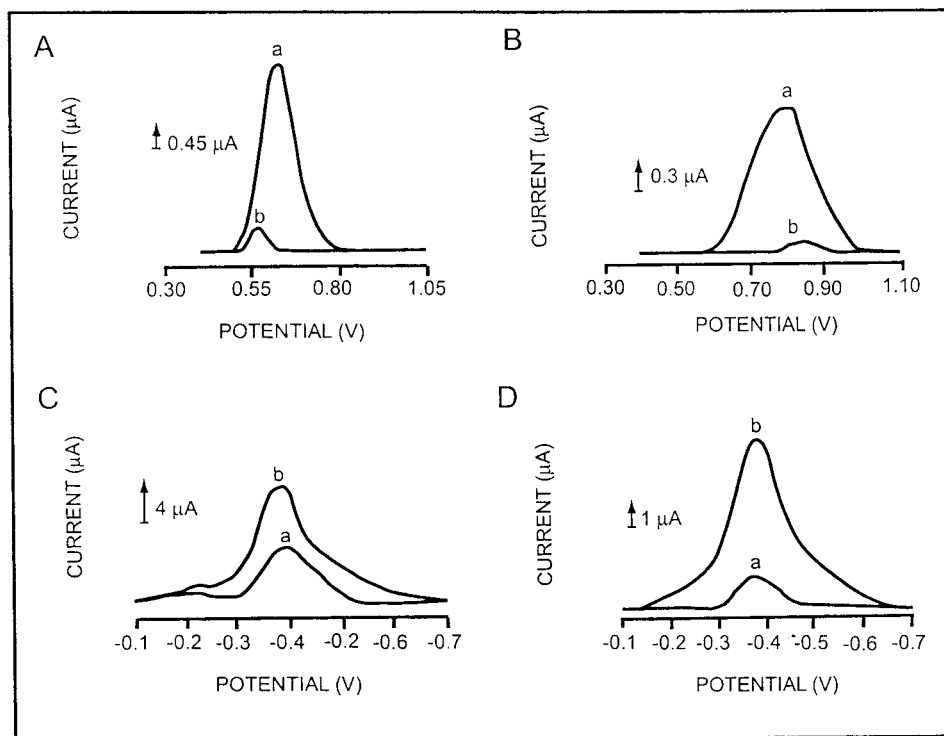 A
CURRENT (μA)
0.45 μA
a
b
0.30 0.55 0.80 1.05
POTENTIAL (V)
B
CURRENT (μA)
0.3 μA
a
b
0.30 0.50 0.70 0.90 1.10
POTENTIAL (V)
C
CURRENT (μA)
4 μA
b
a
-0.1 -0.2 -0.3 -0.4 -0.2 -0.6 -0.7
POTENTIAL (V)
D
CURRENT (μA)
1 μA
b
a
-0.1 -0.2 -0.3 -0.4 -0.5 -0.6 -0.7
POTENTIAL (V)